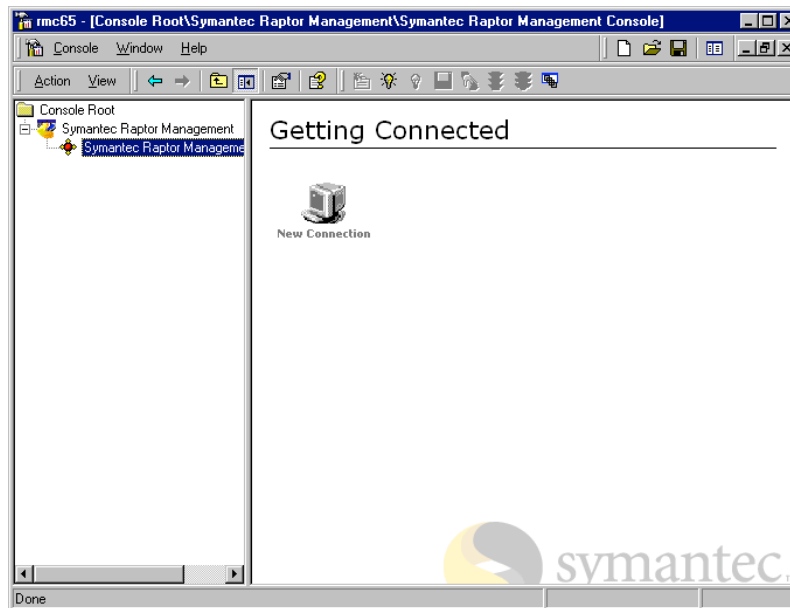 rmc65 - [Console Root\Symantec Raptor Management\Symantec Raptor Management Console]
Console Window Help
Action View
Console Root
Symantec Raptor Management
Symantec Raptor Manageme
Getting Connected
New Connection
symantec.
Done